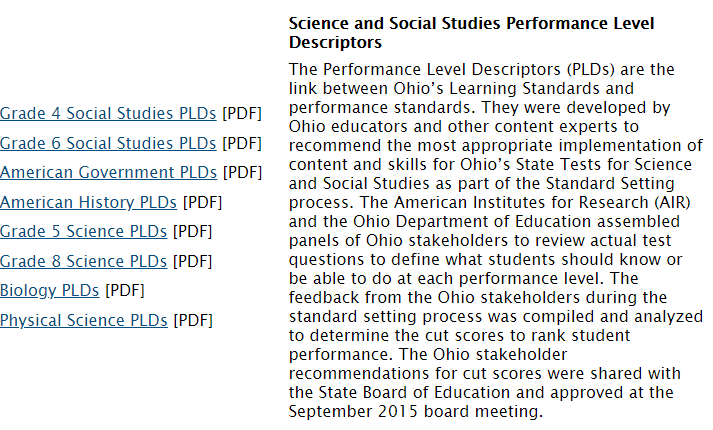 Grade 4 Social Studies PLDs [PDF]
Grade 6 Social Studies PLDs [PDF]
American Government PLDs [PDF]
American History PLDs [PDF]
Grade 5 Science PLDs [PDF]
Grade 8 Science PLDs [PDF]
Biology PLDs [PDF]
Physical Science PLDs [PDF]
Science and Social Studies Performance Level
Descriptors
The Performance Level Descriptors (PLDs) are the
link between Ohio’s Learning Standards and
performance standards. They were developed by
Ohio educators and other content experts to
recommend the most appropriate implementation of
content and skills for Ohio’s State Tests for Science
and Social Studies as part of the Standard Setting
process. The American Institutes for Research (AIR)
and the Ohio Department of Education assembled
panels of Ohio stakeholders to review actual test
questions to define what students should know or
be able to do at each performance level. The
feedback from the Ohio stakeholders during the
standard setting process was compiled and analyzed
to determine the cut scores to rank student
performance. The Ohio stakeholder
recommendations for cut scores were shared with
the State Board of Education and approved at the
September 2015 board meeting.